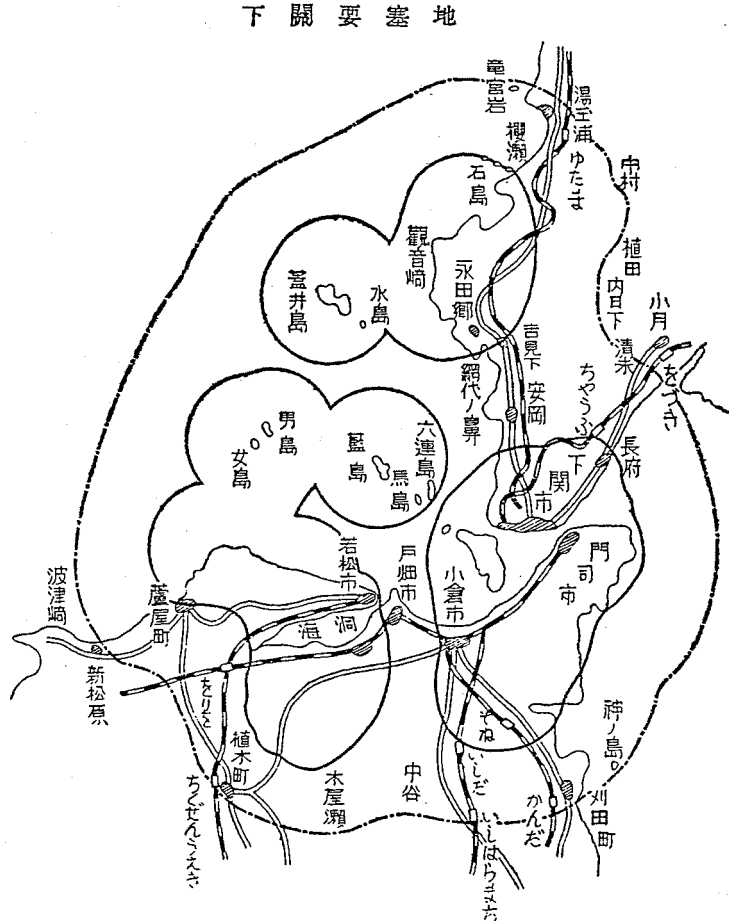 下關要塞地
竜宮岩
湯玉浦
櫻瀬
ゆたま
中村
石島
植田
觀音崎
永田郷
内日下
小月
蓋井島
水島
吉見下
清末
をづき
網代ノ鼻
安岡
ちやうふ
長府
下関市
男島
女島
藍島
六連島
馬島
門司市
若松市
戸畑市
小倉市
波津崎
蘆屋町
洞海
新松原
をりを
植木町
ちくぜんうえき
木屋瀬
中谷
そね
いしだ
いしはらまち
神ノ島
かんだ
刈田町